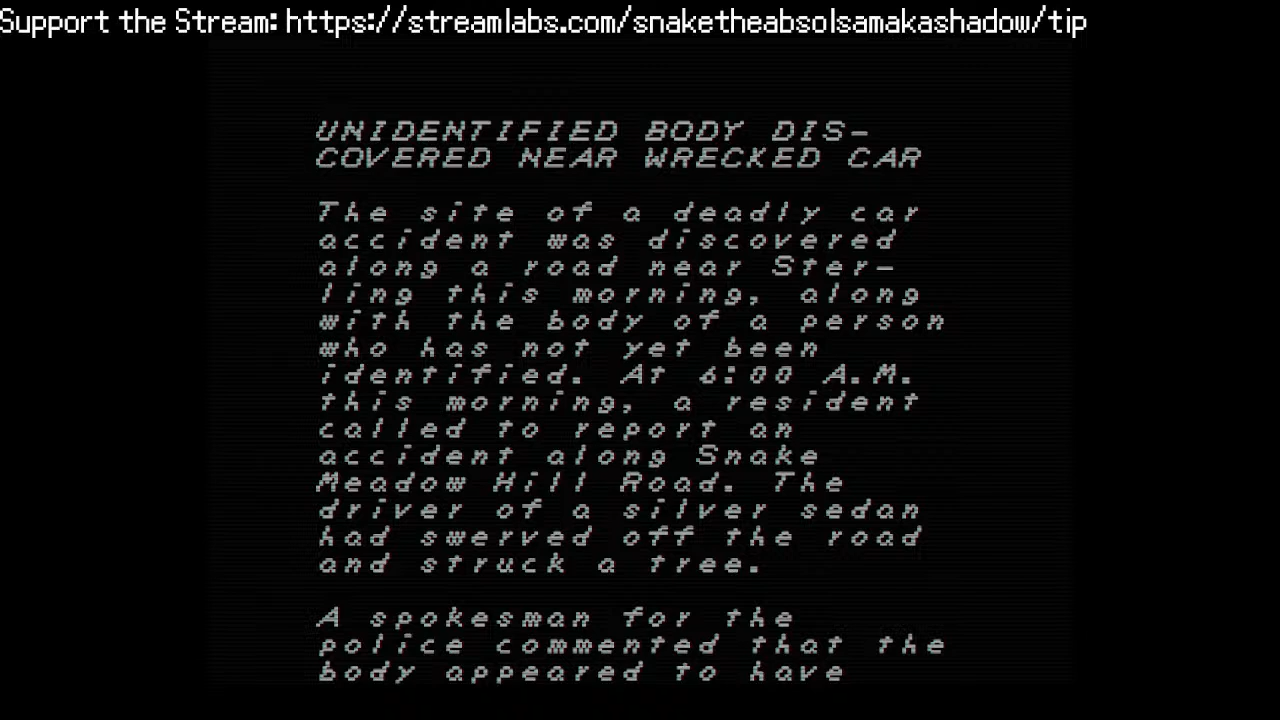 Support the Stream: https://streamlabs.com/snaketheabsolsamakashadow/tip
UNIDENTIFIED BODY DIS-
COVERED NEAR WRECKED CAR
The site of a deadly car
accident was discovered
along a road near Ster-
ling this morning, along
with the body of a person
who has not yet been
identified. At 6:00 A.M.
this morning, a resident
called to report an
accident along Snake
Meadow Hill Road. The
driver of a silver sedan
had swerved off the road
and struck a tree.
A spokesman for the
police commented that the
body appeared to have